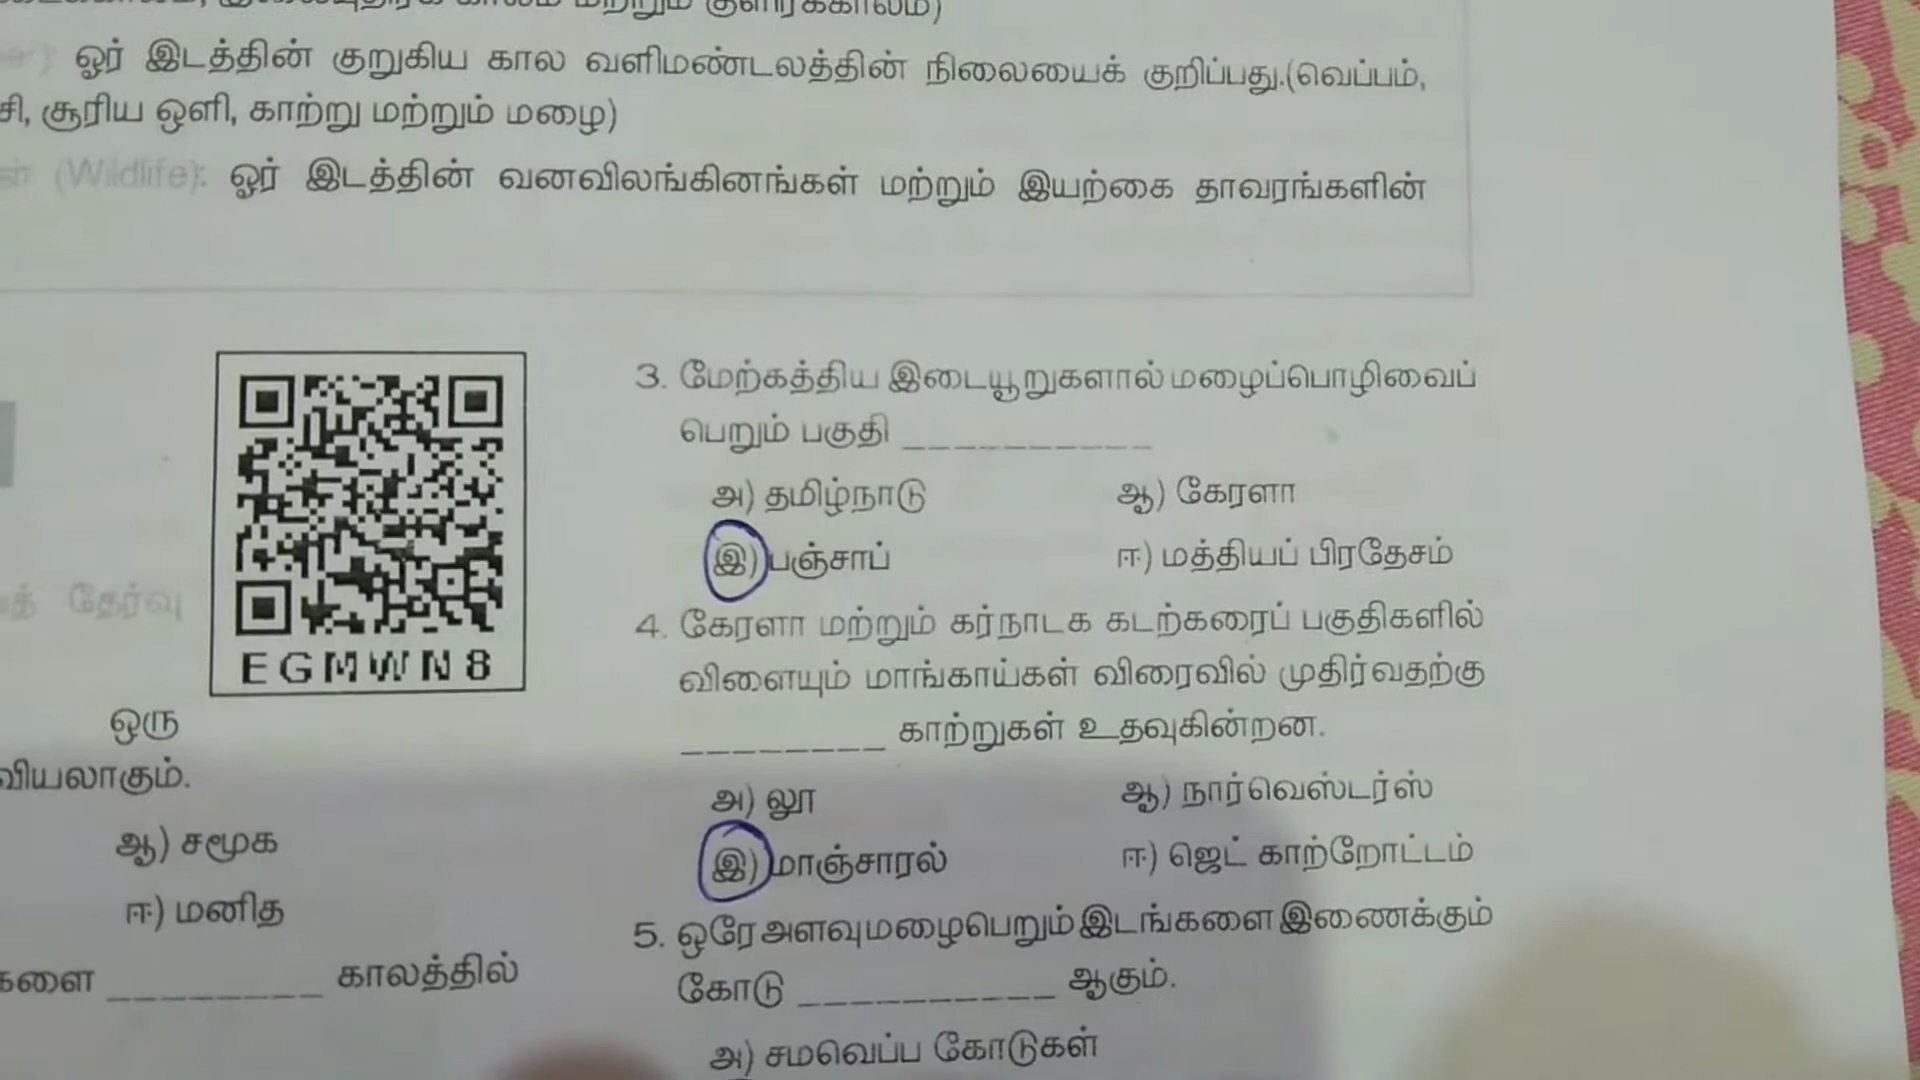 ஓர் இடத்தின் குறுகிய கால வளிமண்டலத்தின் நிலையைக் குறிப்பது.(வெப்பம்,
சி, சூரிய ஒளி, காற்று மற்றும் மழை)
(Wildlife): ஓர் இடத்தின் வனவிலங்கினங்கள் மற்றும் இயற்கை தாவரங்களின்
EGMWN8
தேர்வு
ஒரு
வியலாகும்.
ஆ) சமூக
ஈ) மனித
களை _________ காலத்தில்
3. மேற்கத்திய இடையூறுகளால் மழைப்பொழிவைப்
பெறும் பகுதி __________
அ) தமிழ்நாடு ஆ) கேரளா
இ) பஞ்சாப் ஈ) மத்தியப் பிரதேசம்
4. கேரளா மற்றும் கர்நாடக கடற்கரைப் பகுதிகளில்
விளையும் மாங்காய்கள் விரைவில் முதிர்வதற்கு
________ காற்றுகள் உதவுகின்றன.
அ) லூ ஆ) நார்வெஸ்டர்ஸ்
இ) மாஞ்சாரல் ஈ) ஜெட் காற்றோட்டம்
5. ஒரே அளவு மழைபெறும் இடங்களை இணைக்கும்
கோடு __________ ஆகும்.
அ) சமவெப்ப கோடுகள்